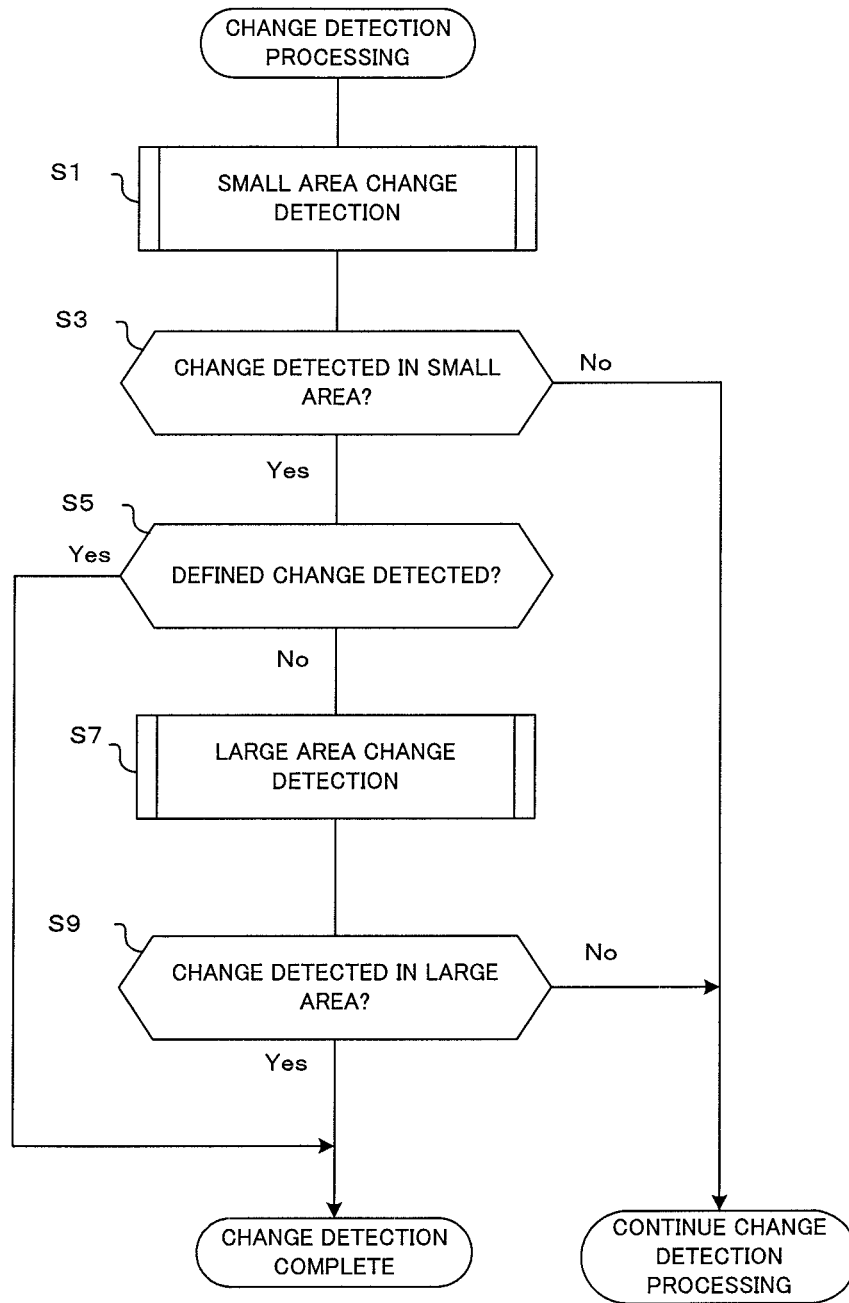 CHANGE DETECTION
PROCESSING
S1
SMALL AREA CHANGE
DETECTION
S3
CHANGE DETECTED IN SMALL
AREA?
No
Yes
S5
Yes
DEFINED CHANGE DETECTED?
No
S7
LARGE AREA CHANGE
DETECTION
S9
CHANGE DETECTED IN LARGE
AREA?
No
Yes
CHANGE DETECTION
COMPLETE
CONTINUE CHANGE
DETECTION
PROCESSING